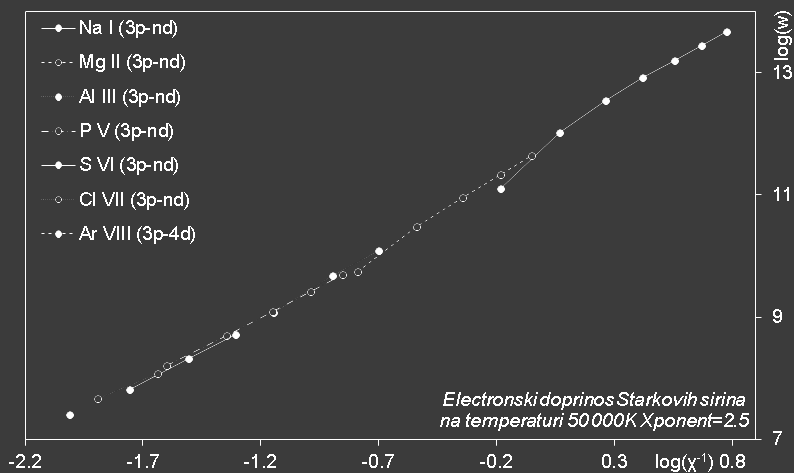 Na I (3p-nd)
Mg II (3p-nd)
Al III (3p-nd)
P V (3p-nd)
S VI (3p-nd)
Cl VII (3p-nd)
Ar VIII (3p-4d)
log(w)
13
11
9
7
Electronski doprinos Starkovih sirina
na temperaturi 50 000K Xponent=2.5
-2.2 -1.7 -1.2 -0.7 -0.2 0.3 log(χ⁻¹) 0.8